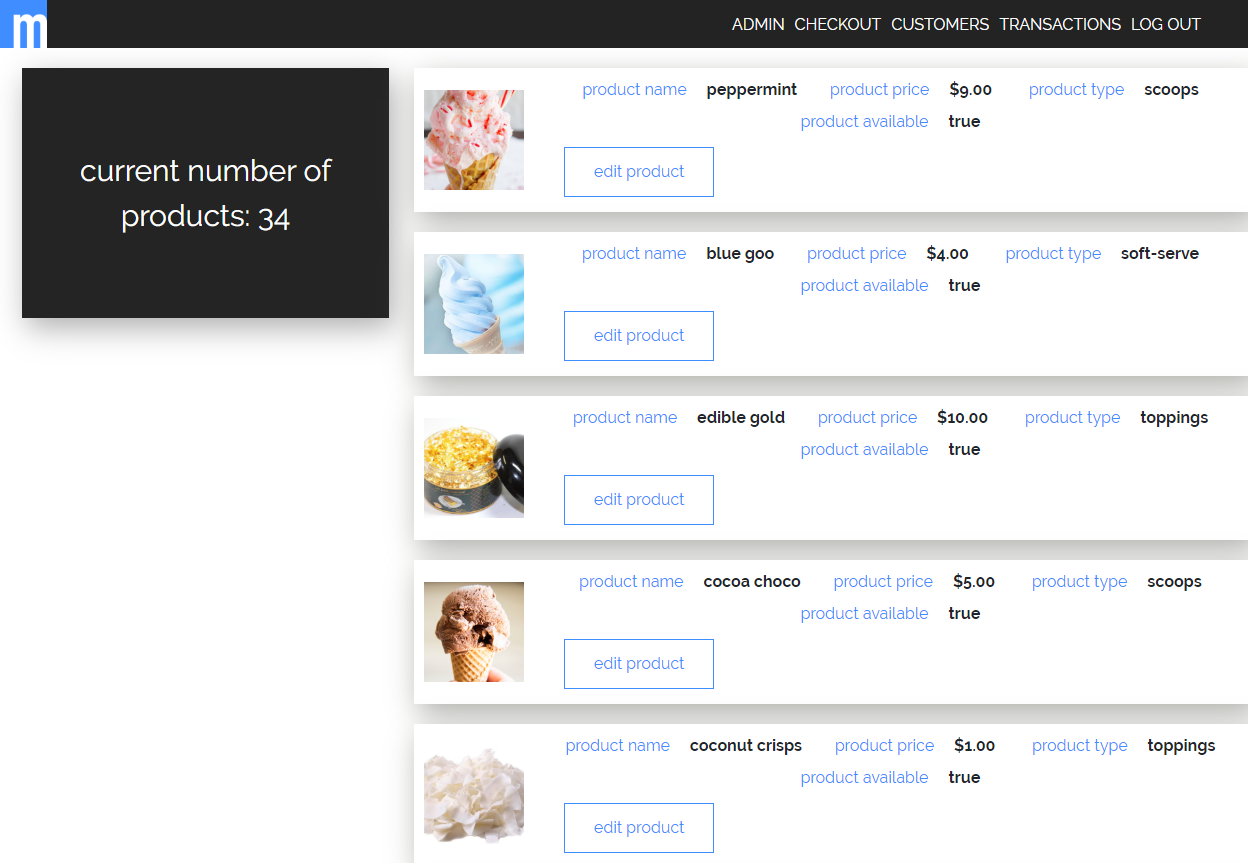 m
ADMIN CHECKOUT CUSTOMERS TRANSACTIONS LOG OUT
current number of
products: 34
product name peppermint product price $9.00 product type scoops
product available true
edit product
product name blue goo product price $4.00 product type soft-serve
product available true
edit product
product name edible gold product price $10.00 product type toppings
product available true
edit product
product name cocoa choco product price $5.00 product type scoops
product available true
edit product
product name coconut crisps product price $1.00 product type toppings
product available true
edit product